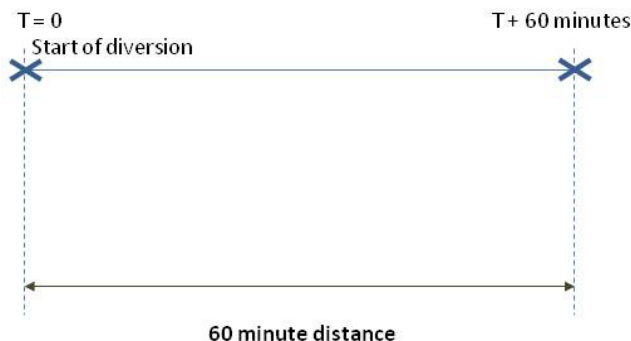 T= 0
T+ 60 minutes
Start of diversion
60 minute distance